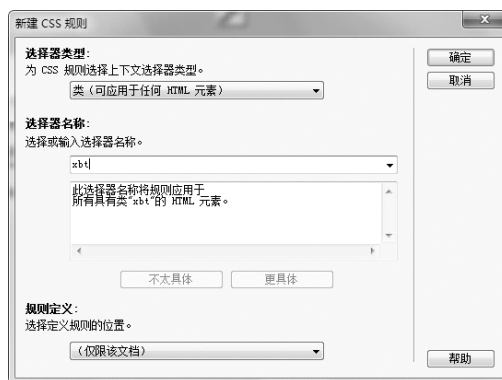 新建 CSS 规则
选择器类型:
为 CSS 规则选择上下文选择器类型。
类（可应用于任何 HTML 元素）
选择器名称:
选择或输入选择器名称。
xbt
此选择器名称将规则应用于
所有具有类“xbt”的 HTML 元素。
不太具体
更具体
规则定义:
选择定义规则的位置。
（仅限该文档）
确定
取消
帮助